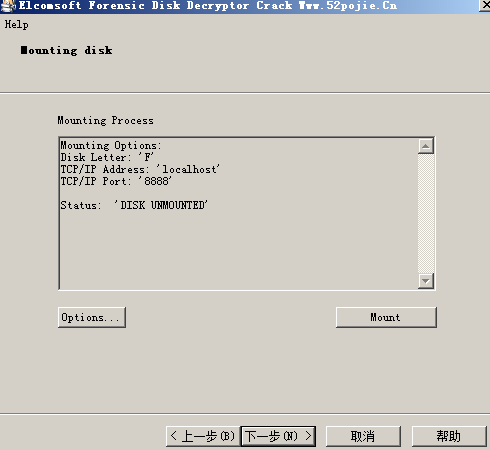 Elcomsoft Forensic Disk Decryptor Crack Www.52pojie.Cn
Help
Mounting disk
Mounting Process
Mounting Options:
Disk Letter: 'F'
TCP/IP Address: 'localhost'
TCP/IP Port: '8888'
Status: 'DISK UNMOUNTED'
Options...
Mount
< 上一步(B)
下一步(N) >
取消
帮助